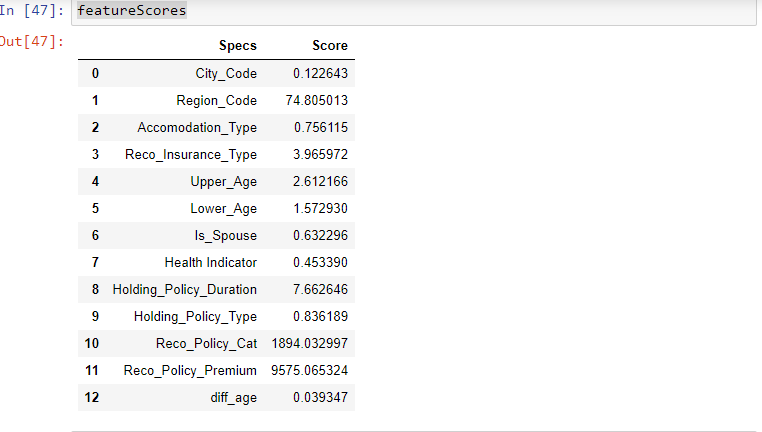 In [47]: featureScores
Out[47]:
Specs Score
0 City_Code 0.122643
1 Region_Code 74.805013
2 Accomodation_Type 0.756115
3 Reco_Insurance_Type 3.965972
4 Upper_Age 2.612166
5 Lower_Age 1.572930
6 Is_Spouse 0.632296
7 Health Indicator 0.453390
8 Holding_Policy_Duration 7.662646
9 Holding_Policy_Type 0.836189
10 Reco_Policy_Cat 1894.032997
11 Reco_Policy_Premium 9575.065324
12 diff_age 0.039347